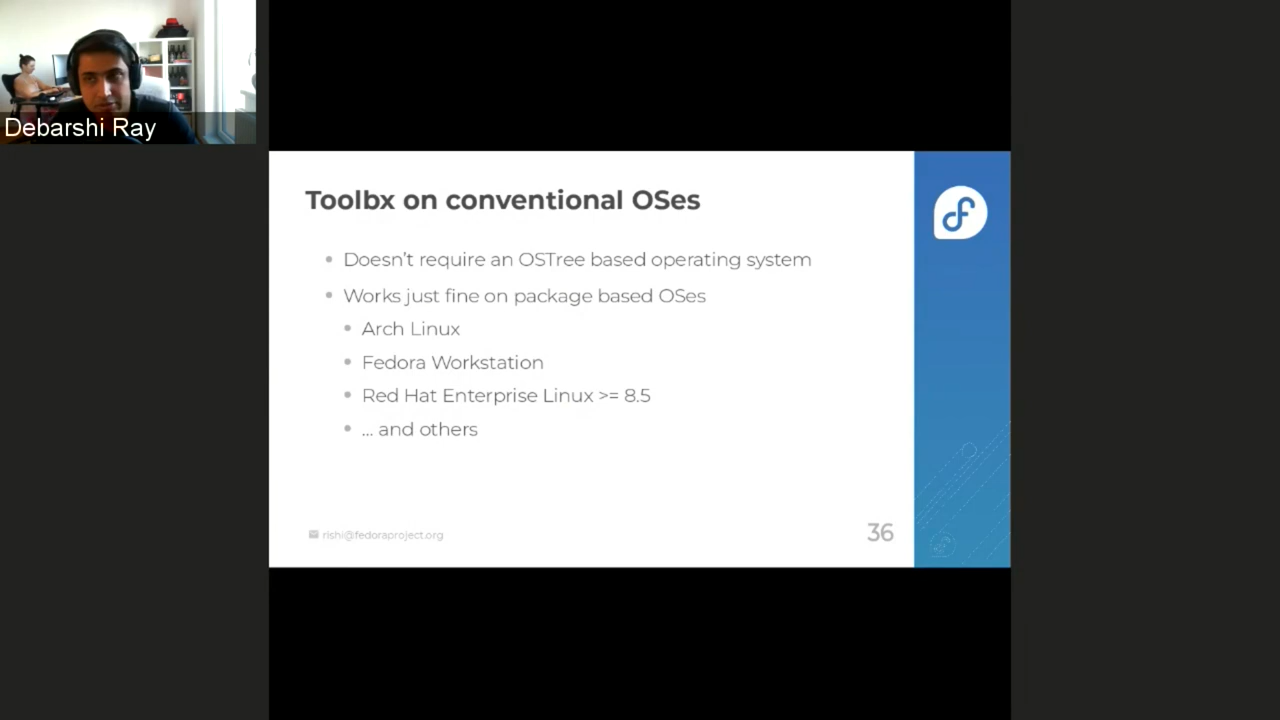 Debarshi Ray
Toolbx on conventional OSes
• Doesn't require an OSTree based operating system
• Works just fine on package based OSes
• Arch Linux
• Fedora Workstation
• Red Hat Enterprise Linux >= 8.5
• ... and others
rishi@fedoraproject.org
36